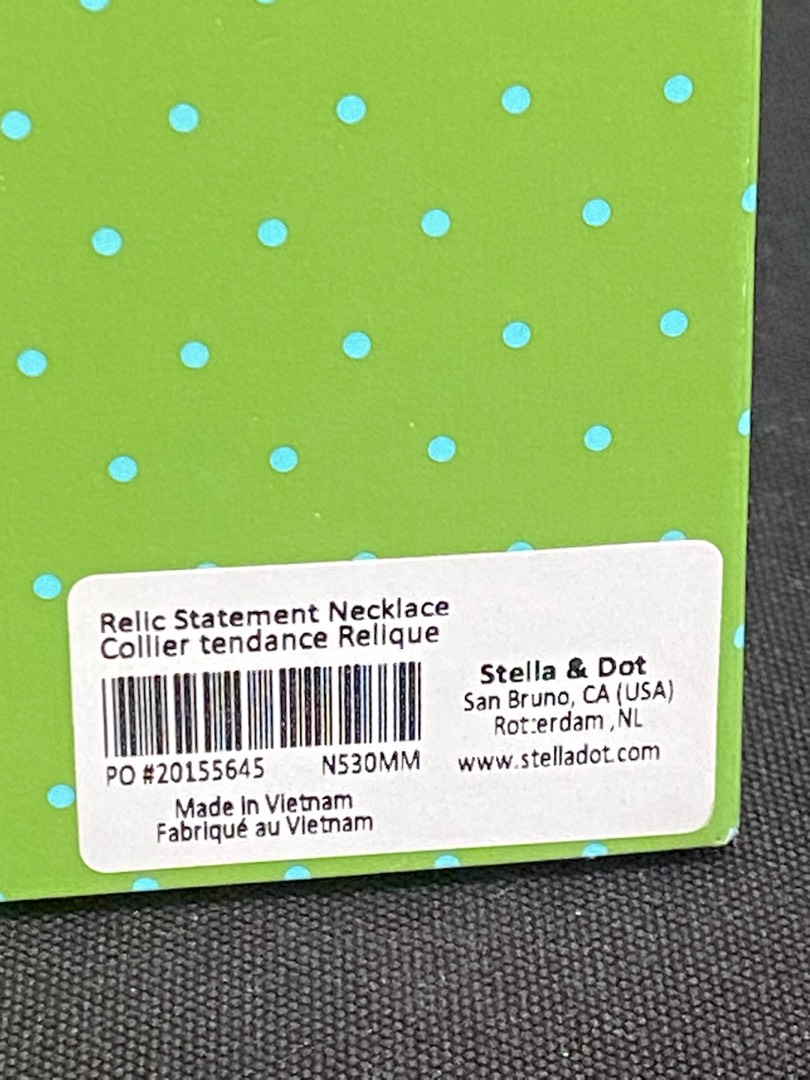 Relic Statement Necklace
Collier tendance Relique
PO #20155645 N530MM
Made in Vietnam
Fabriqué au Vietnam
Stella & Dot
San Bruno, CA (USA)
Rotterdam ,NL
www.stelladot.com